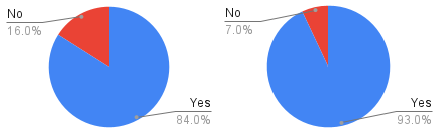 No
16.0%
Yes
84.0%
No
7.0%
Yes
93.0%